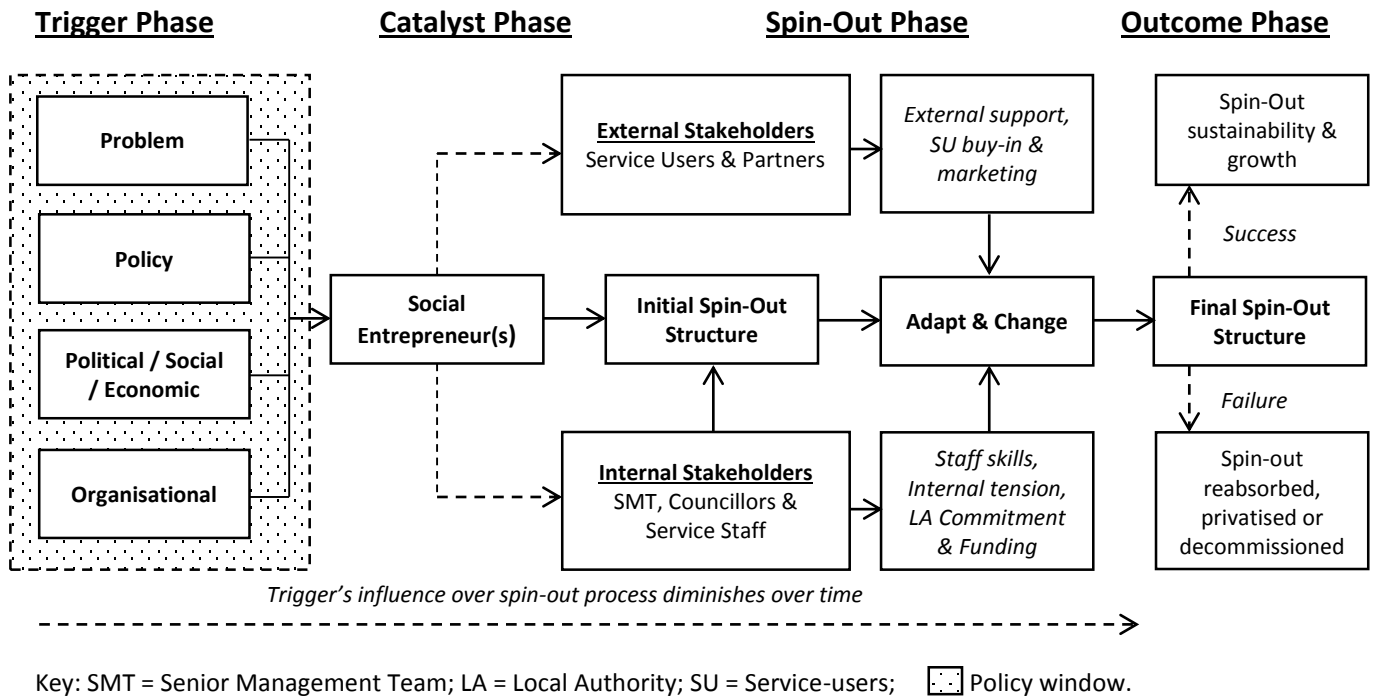 Trigger Phase
Catalyst Phase
Spin-Out Phase
Outcome Phase
Problem
Policy
Political / Social
/ Economic
Organisational
Social
Entrepreneur(s)
External Stakeholders
Service Users & Partners
Initial Spin-Out
Structure
Internal Stakeholders
SMT, Councillors &
Service Staff
External support,
SU buy-in &
marketing
Adapt & Change
Staff skills,
Internal tension,
LA Commitment
& Funding
Spin-Out
sustainability &
growth
Success
Final Spin-Out
Structure
Failure
Spin-out
reabsorbed,
privatised or
decommissioned
Trigger’s influence over spin-out process diminishes over time
Key: SMT = Senior Management Team; LA = Local Authority; SU = Service-users; Policy window.